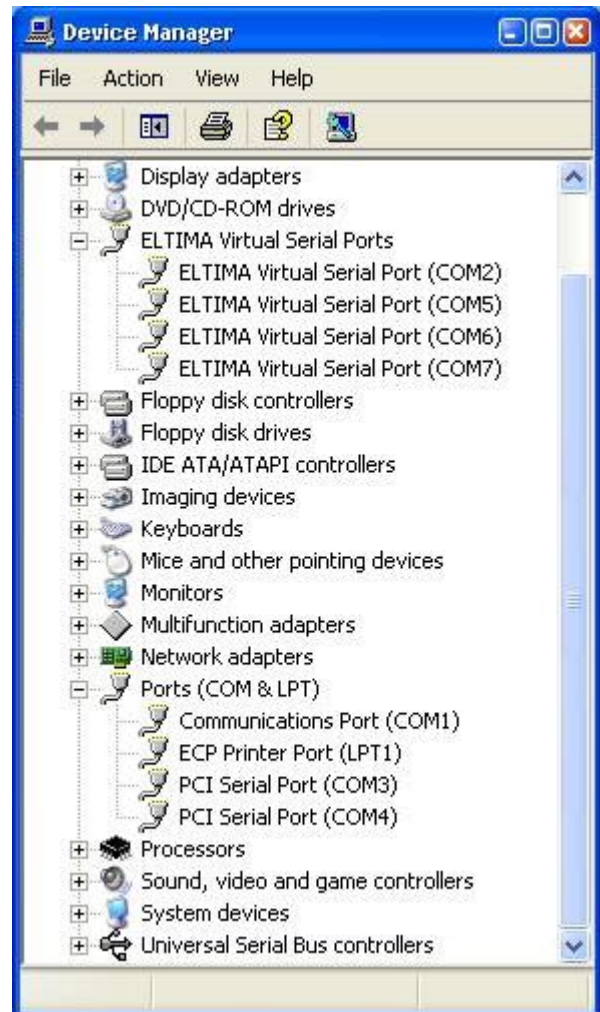 Device Manager
File Action View Help
Display adapters
DVD/CD-ROM drives
ELTIMA Virtual Serial Ports
ELTIMA Virtual Serial Port (COM2)
ELTIMA Virtual Serial Port (COM5)
ELTIMA Virtual Serial Port (COM6)
ELTIMA Virtual Serial Port (COM7)
Floppy disk controllers
Floppy disk drives
IDE ATA/ATAPI controllers
Imaging devices
Keyboards
Mice and other pointing devices
Monitors
Multifunction adapters
Network adapters
Ports (COM & LPT)
Communications Port (COM1)
ECP Printer Port (LPT1)
PCI Serial Port (COM3)
PCI Serial Port (COM4)
Processors
Sound, video and game controllers
System devices
Universal Serial Bus controllers